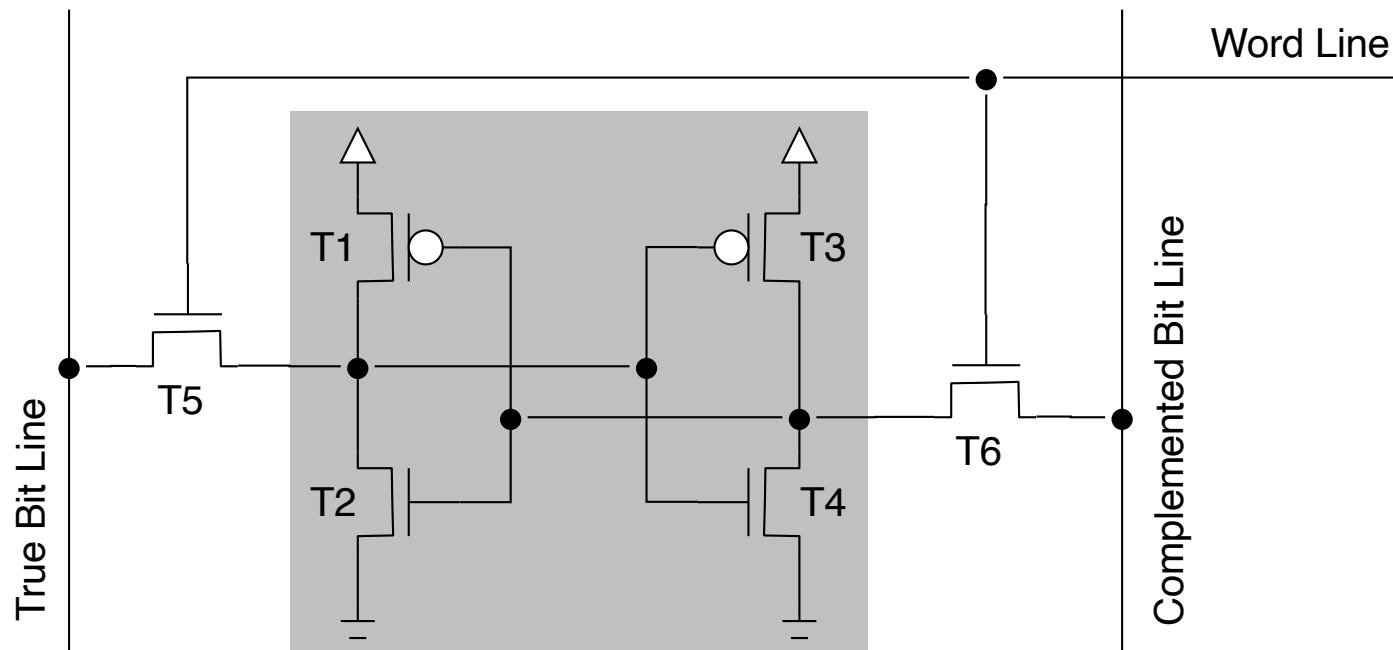 Word Line
T1
T3
T5
T6
T2
T4
True Bit Line
Complemented Bit Line